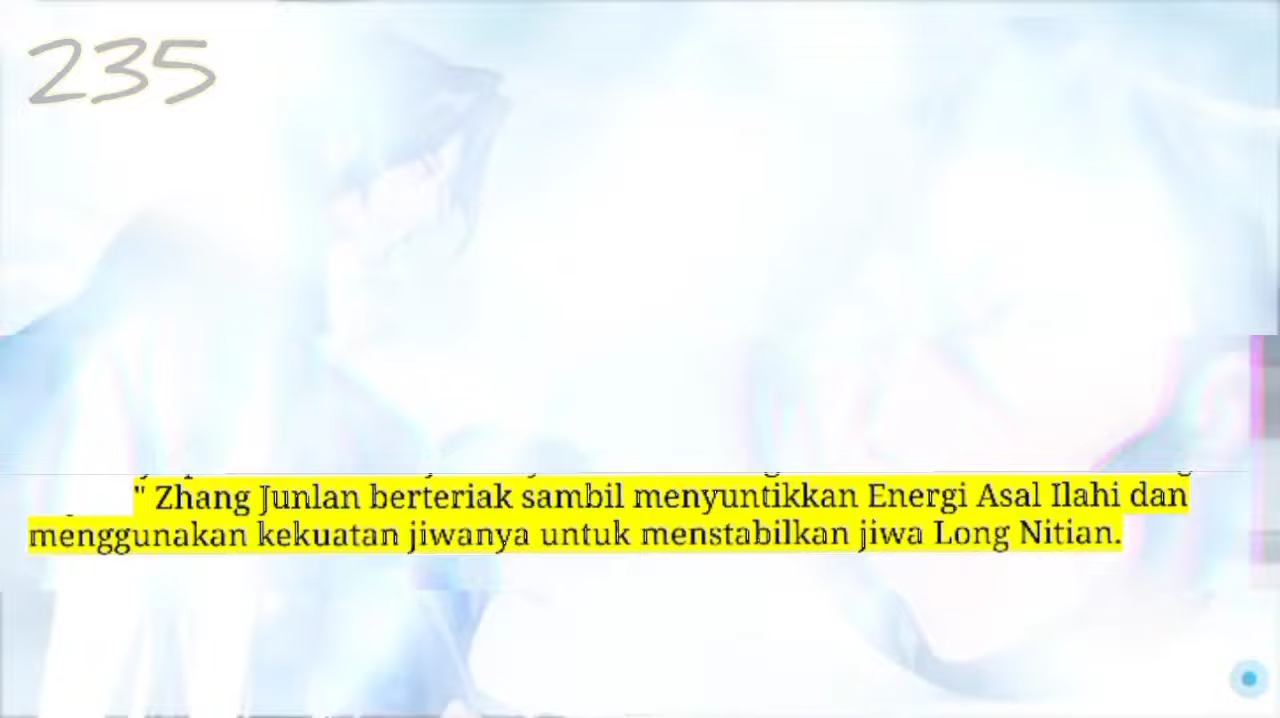 235
" Zhang Junlan berteriak sambil menyuntikkan Energi Asal Ilahi dan
menggunakan kekuatan jiwanya untuk menstabilkan jiwa Long Nitian.